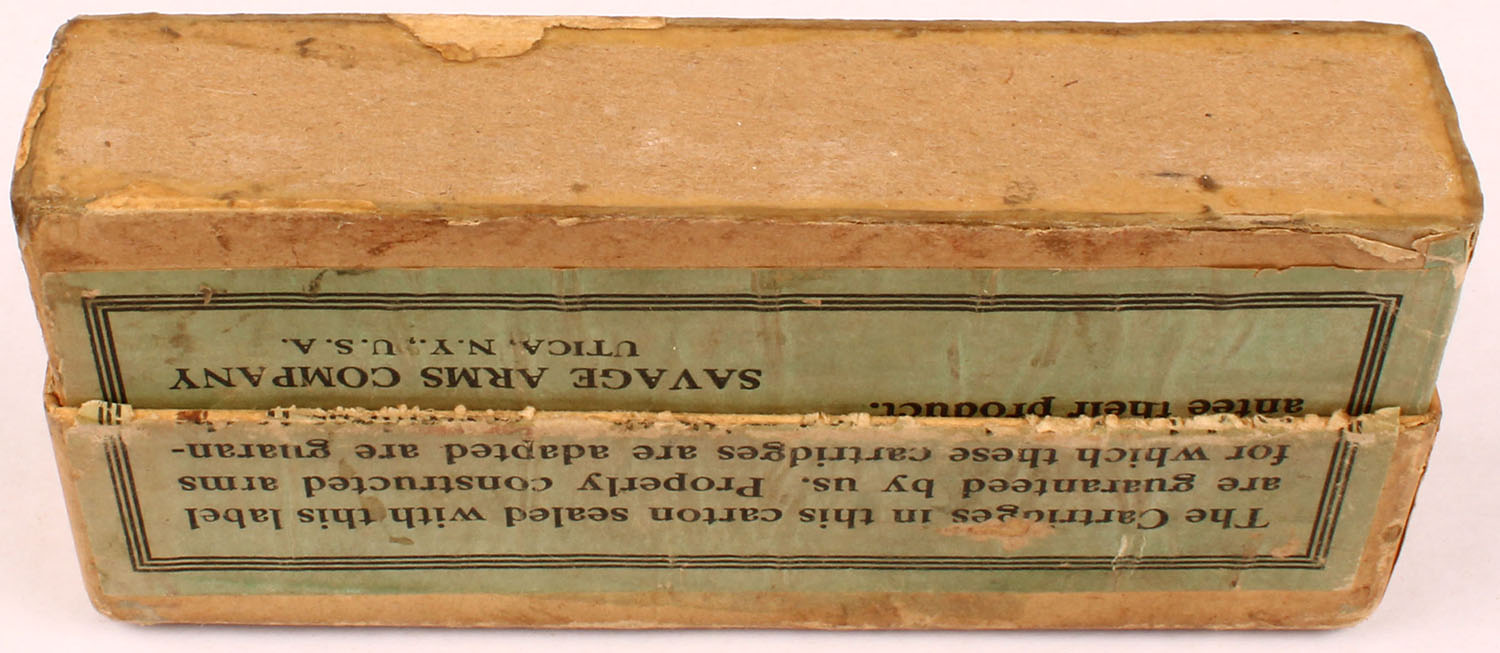 The Cartridges in this carton sealed with this label
are guaranteed by us. Properly constructed arms
for which these cartridges are adapted are guaran-
antee their product.
SAVAGE ARMS COMPANY
UTICA, N.Y., U.S.A.